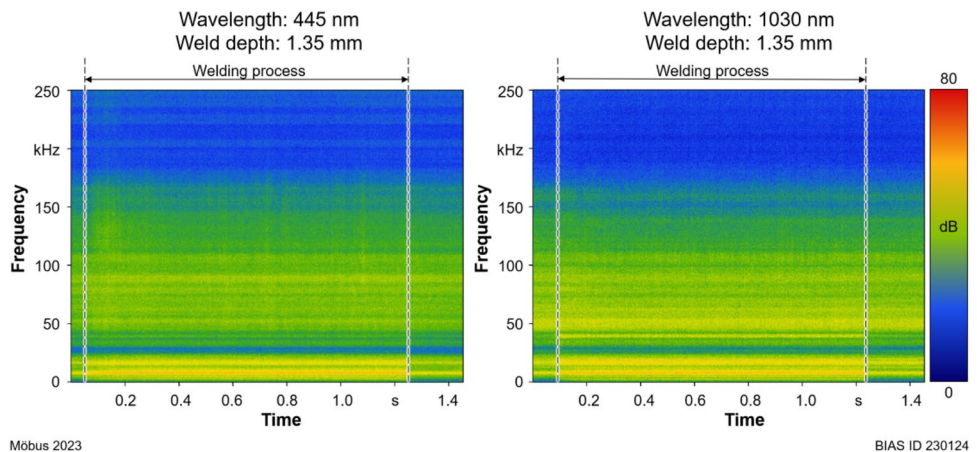 Wavelength: 445 nm
Weld depth: 1.35 mm
Welding process
250
kHz
150
100
50
0
Frequency
0.2 0.4 0.6 0.8 1.0 s 1.4
Time
Wavelength: 1030 nm
Weld depth: 1.35 mm
Welding process
250
kHz
150
100
50
0
Frequency
0.2 0.4 0.6 0.8 1.0 s 1.4
Time
80
dB
0
Möbus 2023
BIAS ID 230124